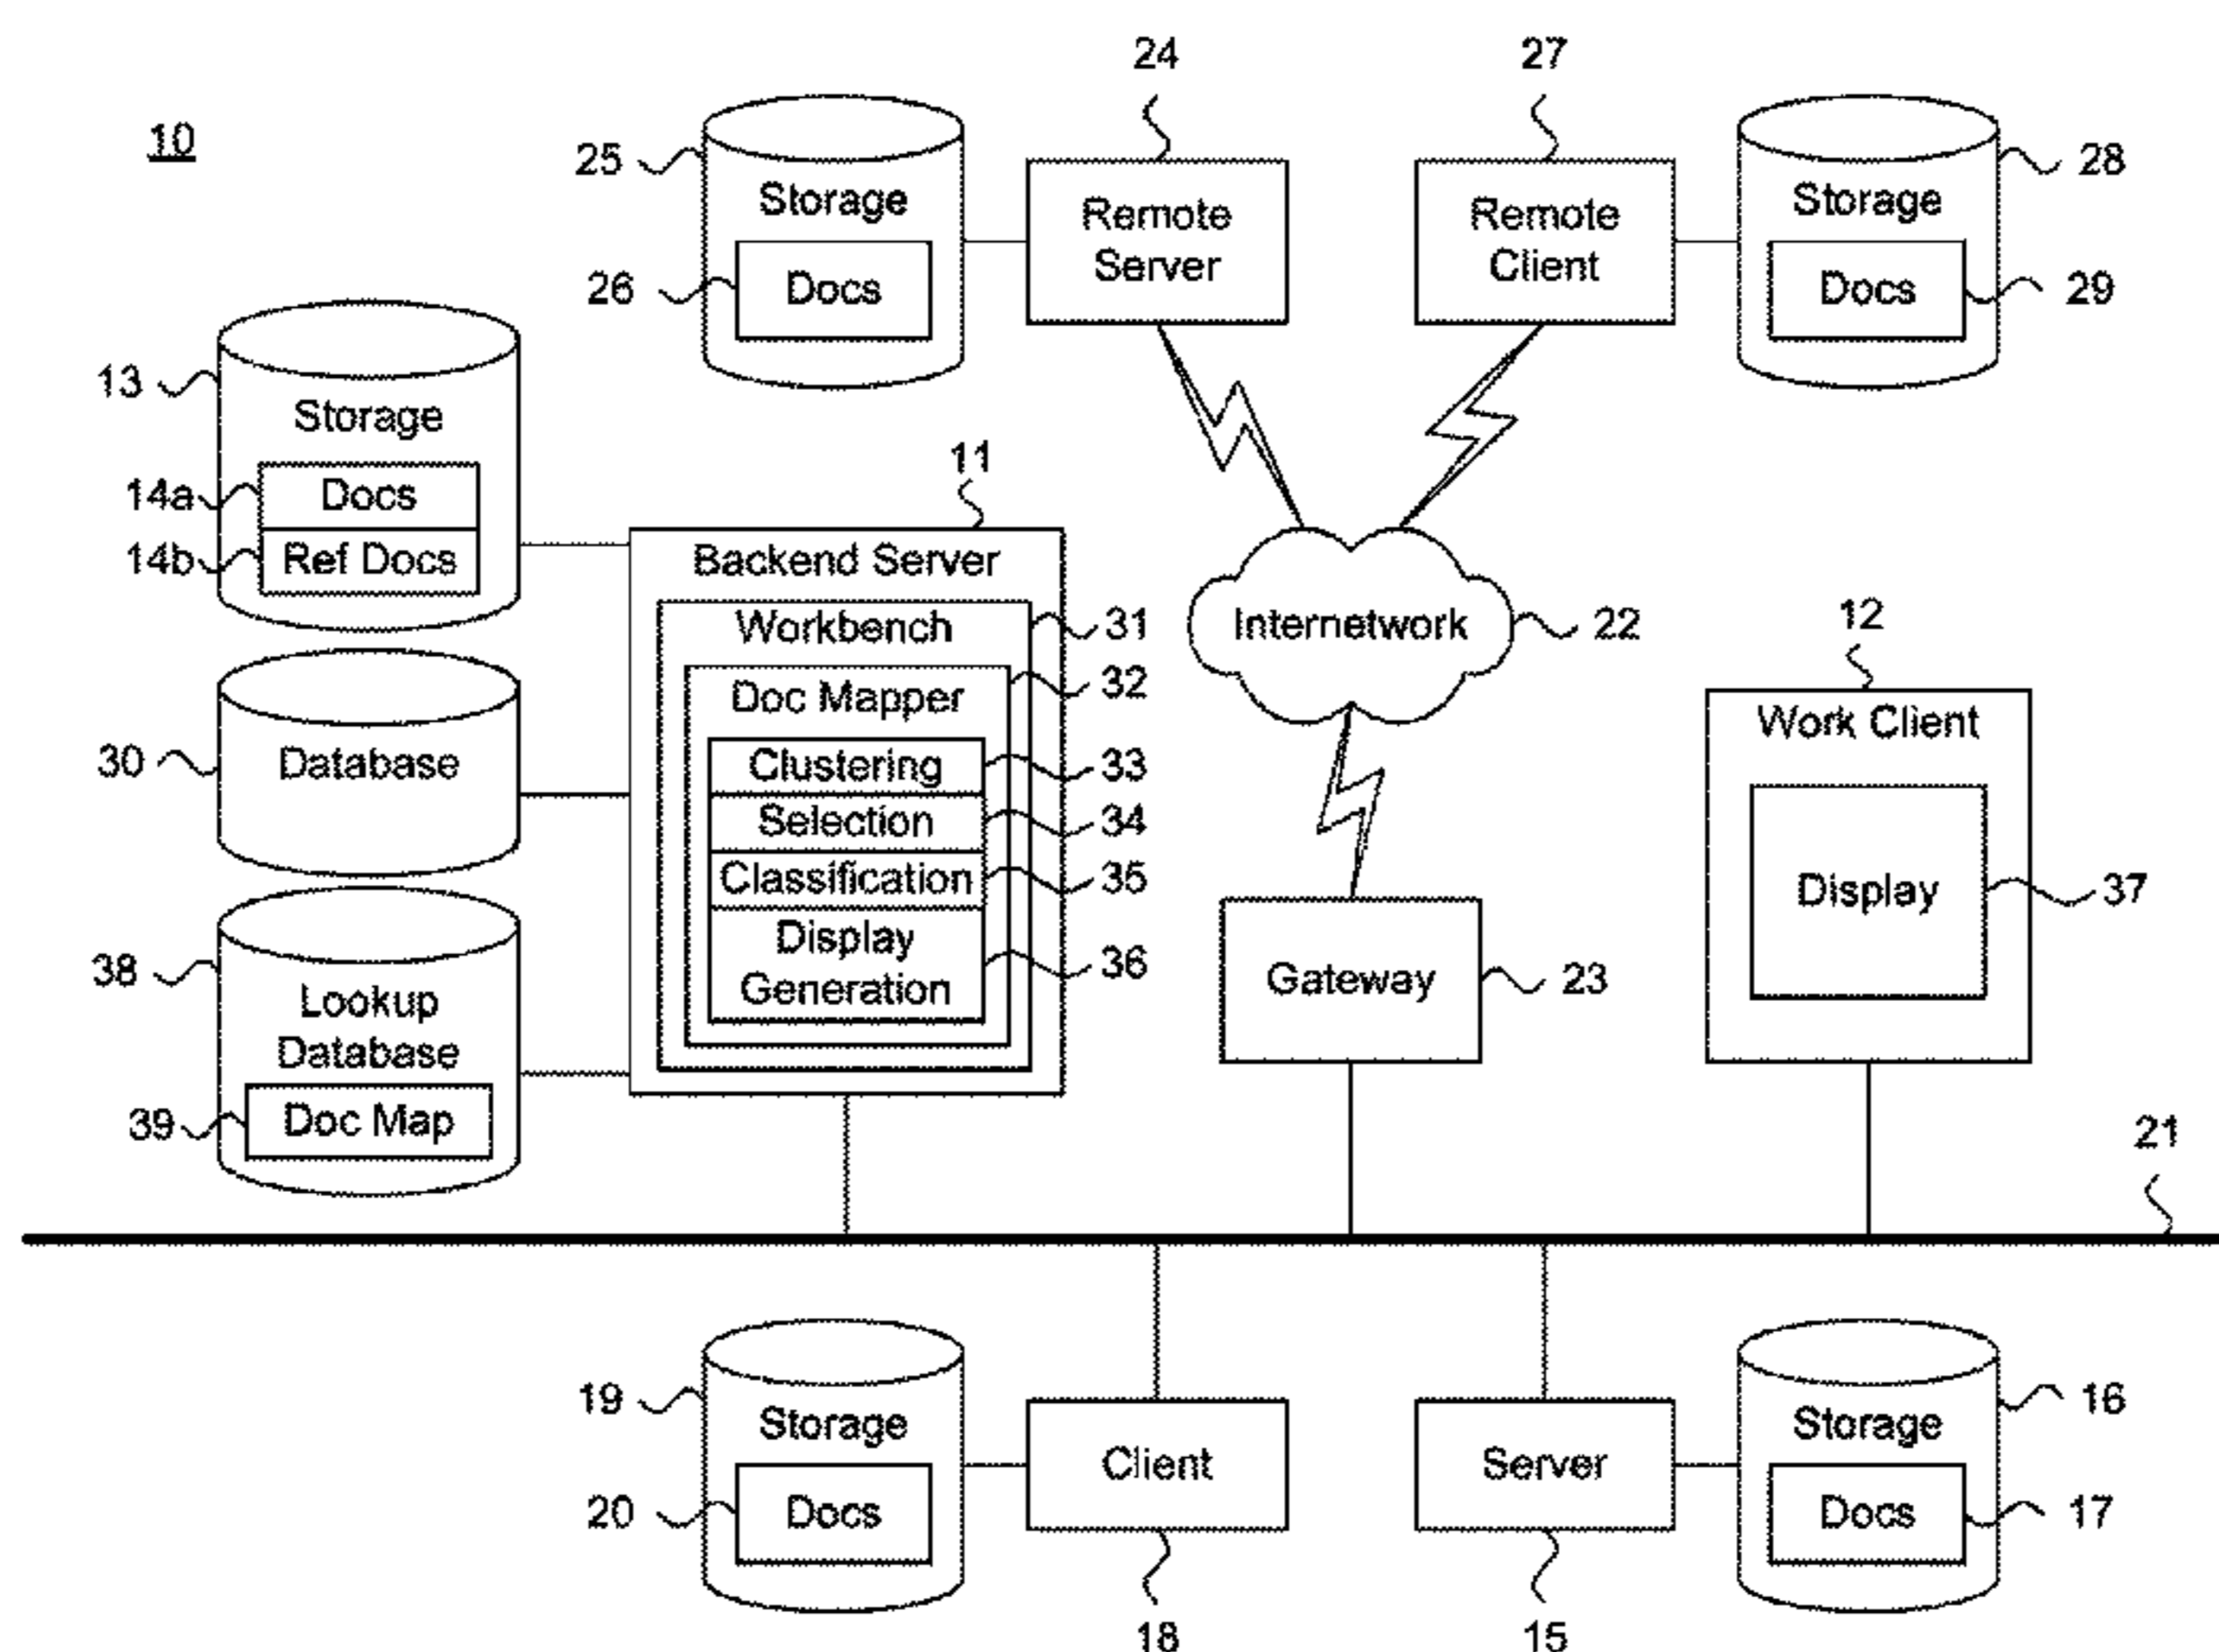 24
27
10
25
Storage
Remote
Server
Remote
Client
Storage
28
26
Docs
Docs
29
13
Storage
14a
Docs
14b
Ref Docs
11
Backend Server
Workbench
31
Doc Mapper
32
Clustering
33
Selection
34
Classification
35
Display
Generation
36
Internetwork
22
12
Work Client
Display
37
30
Database
38
Lookup
Database
39
Doc Map
Gateway
23
21
19
Storage
20
Docs
Client
18
Server
15
Storage
16
Docs
17